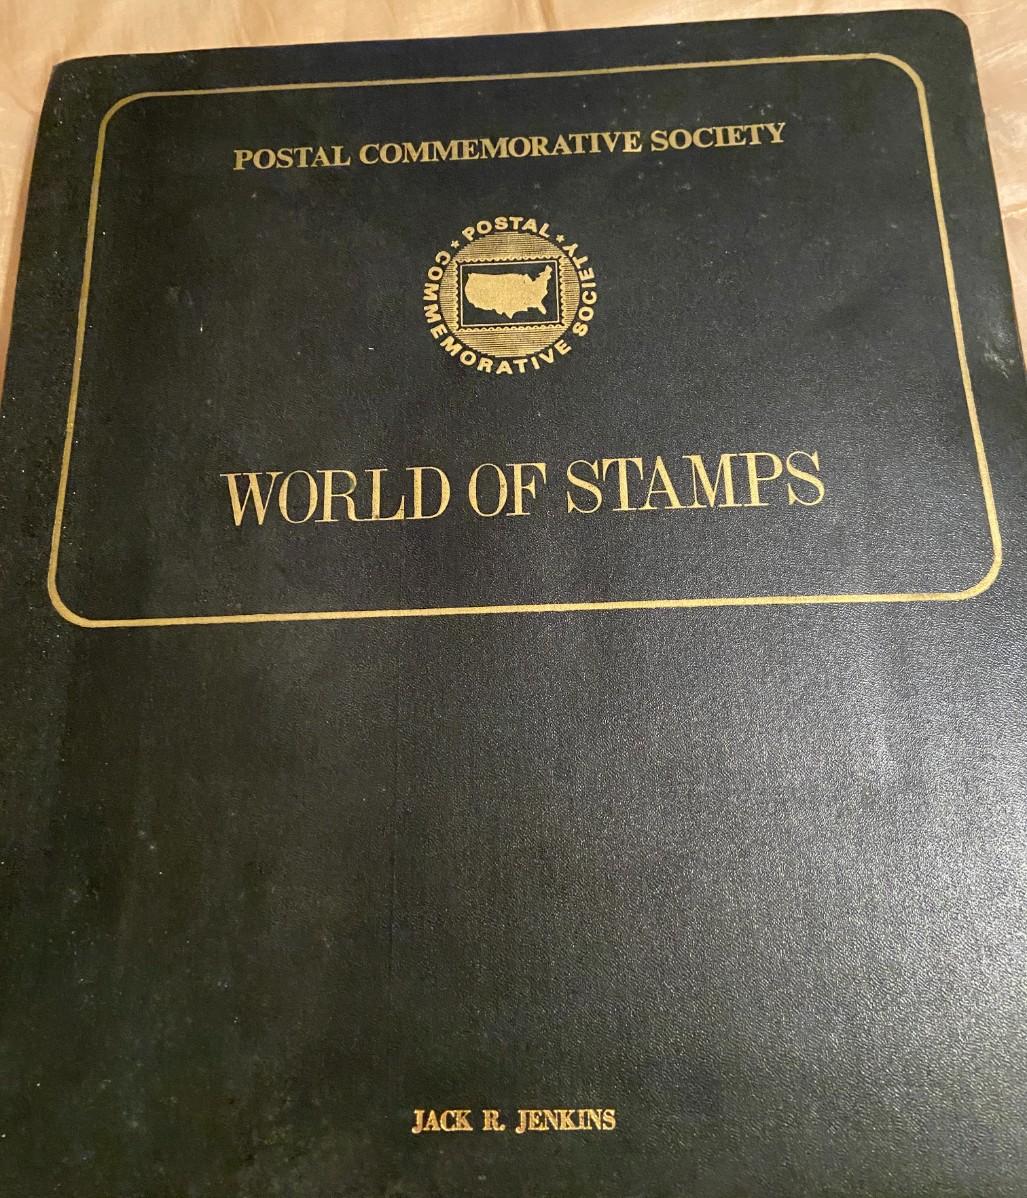 POSTAL COMMEMORATIVE SOCIETY
★ POSTAL ★
COMMEMORATIVE SOCIETY
WORLD OF STAMPS
JACK R. JENKINS